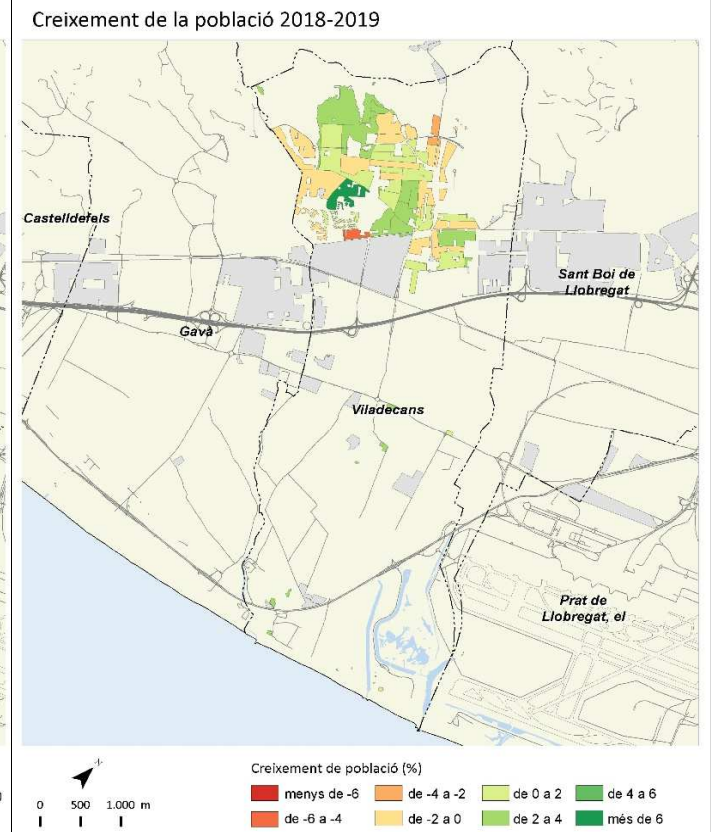 Creixement de la població 2018-2019
Castelldefels
Sant Boi de
Llobregat
Gavà
Viladecans
Prat de
Llobregat, el
Creixement de població (%)
menys de -6
de -4 a -2
de 0 a 2
de 4 a 6
de -6 a -4
de -2 a 0
de 2 a 4
més de 6
0 500 1.000 m